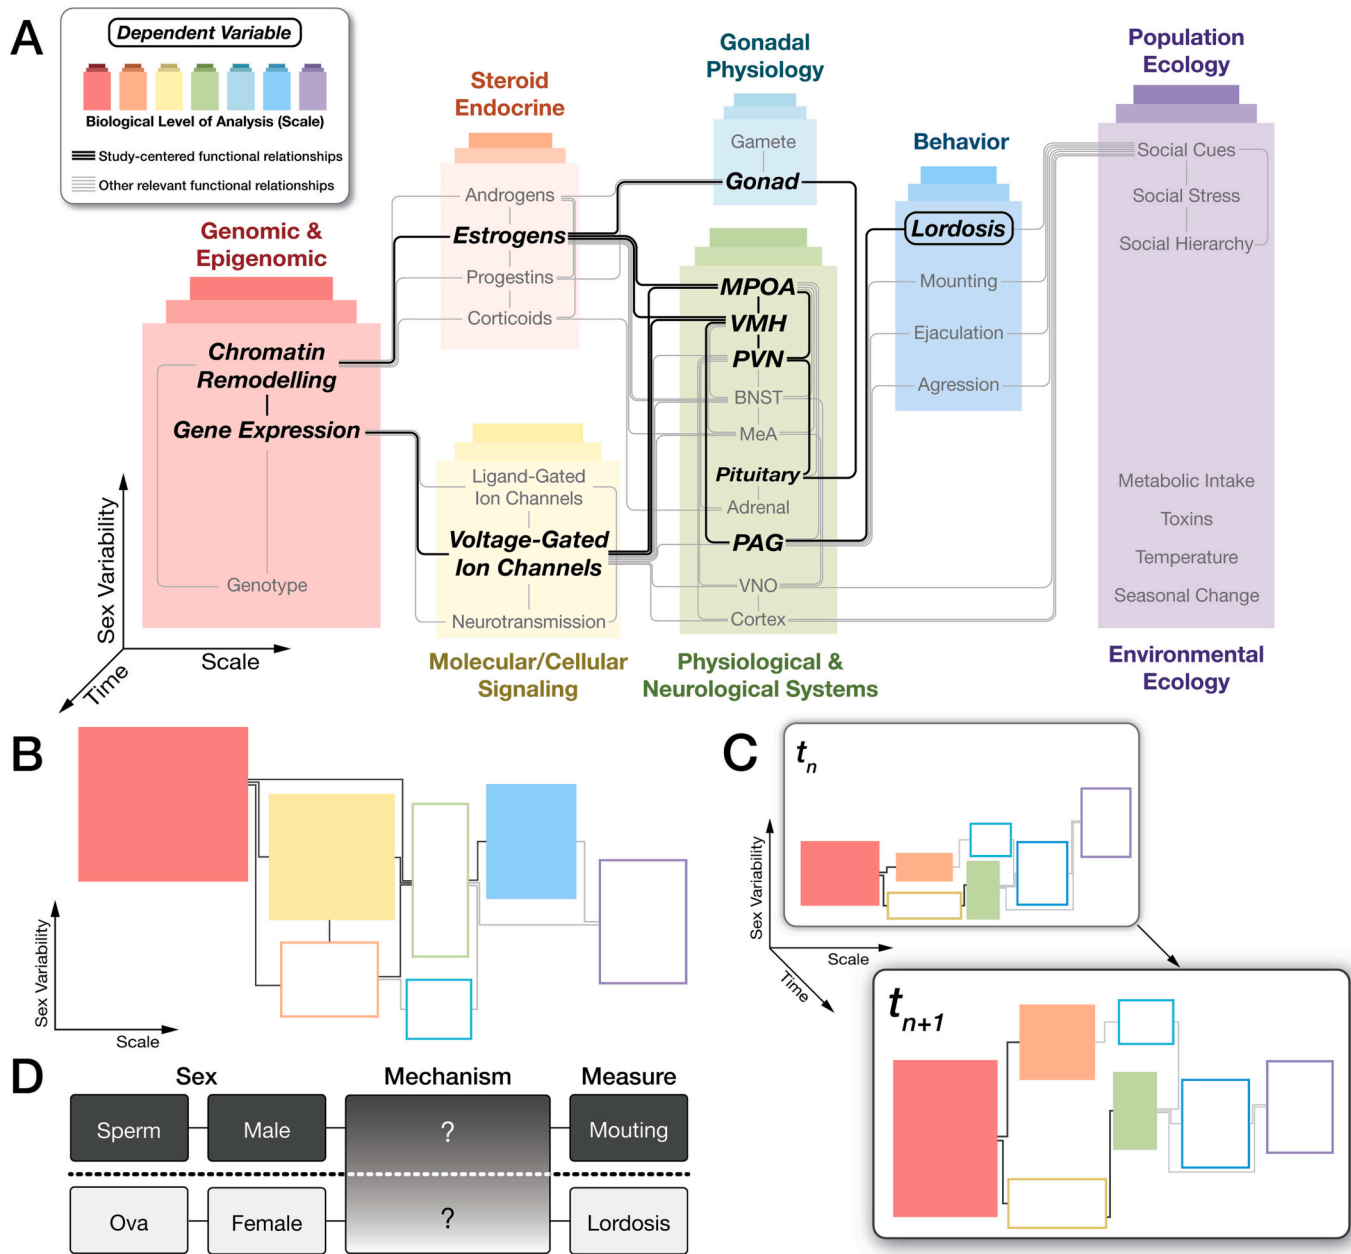 A
Dependent Variable
Biological Level of Analysis (Scale)
Study-centered functional relationships
Other relevant functional relationships
Genomic &
Epigenomic
Chromatin
Remodelling
Gene Expression
Genotype
Sex Variability
Scale
Time
Steroid
Endocrine
Androgens
Estrogens
Progestins
Corticoids
Ligand-Gated
Ion Channels
Voltage-Gated
Ion Channels
Neurotransmission
Molecular/Cellular
Signaling
Gonadal
Physiology
Gamete
Gonad
MPOA
VMH
PVN
BNST
MeA
Pituitary
Adrenal
PAG
VNO
Cortex
Physiological &
Neurological Systems
Behavior
Lordosis
Mounting
Ejaculation
Agression
Population
Ecology
Social Cues
Social Stress
Social Hierarchy
Metabolic Intake
Toxins
Temperature
Seasonal Change
Environmental
Ecology
B
Sex Variability
Scale
C
tn
Sex Variability
Scale
Time
tn+1
D
Sex
Mechanism
Measure
Sperm
Male
?
Mouting
Ova
Female
?
Lordosis